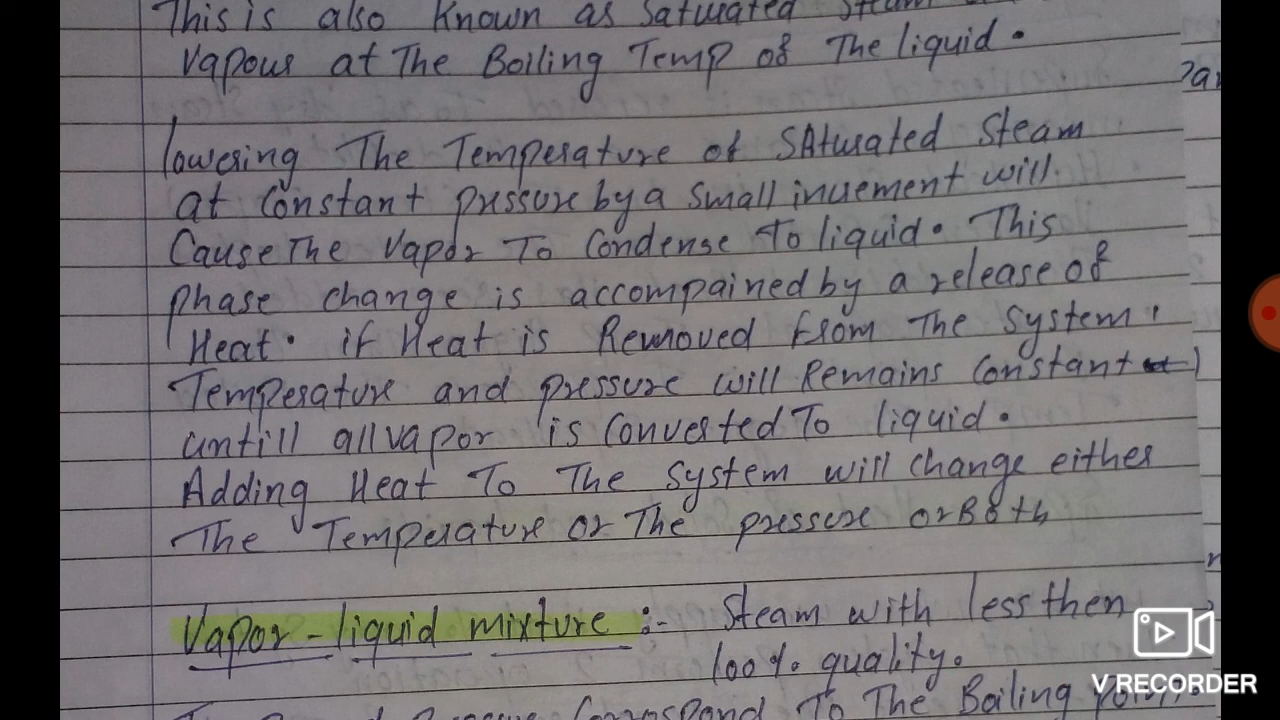 This is also Known as Saturated Steam
Vapour at The Boiling Temp of The liquid.
lowering The Temperature of SAturated Steam
at Constant pressure by a small increment will
Cause The Vapor To Condense To liquid. This
phase change is accompained by a release of
Heat. if Heat is Removed from The System,
Temperature and pressure will Remains Constant
untill all vapor is Converted To liquid.
Adding Heat To The System will change either
The Temperature or The pressure or Both
Vapor-liquid mixture :- Steam with less then
100% quality.
Correspond To The Boiling point.
V RECORDER